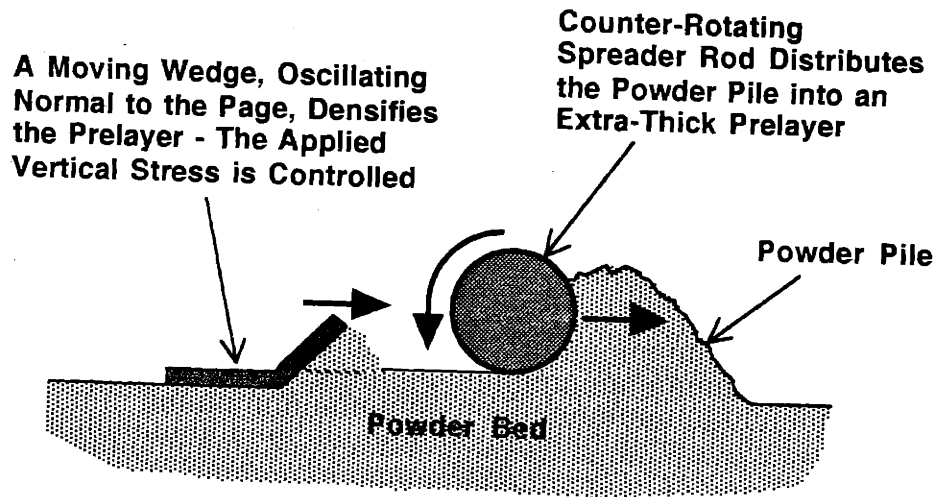 Counter-Rotating
Spreader Rod Distributes
the Powder Pile into an
Extra-Thick Prelayer
A Moving Wedge, Oscillating
Normal to the Page, Densifies
the Prelayer - The Applied
Vertical Stress is Controlled
Powder Pile
Powder Bed